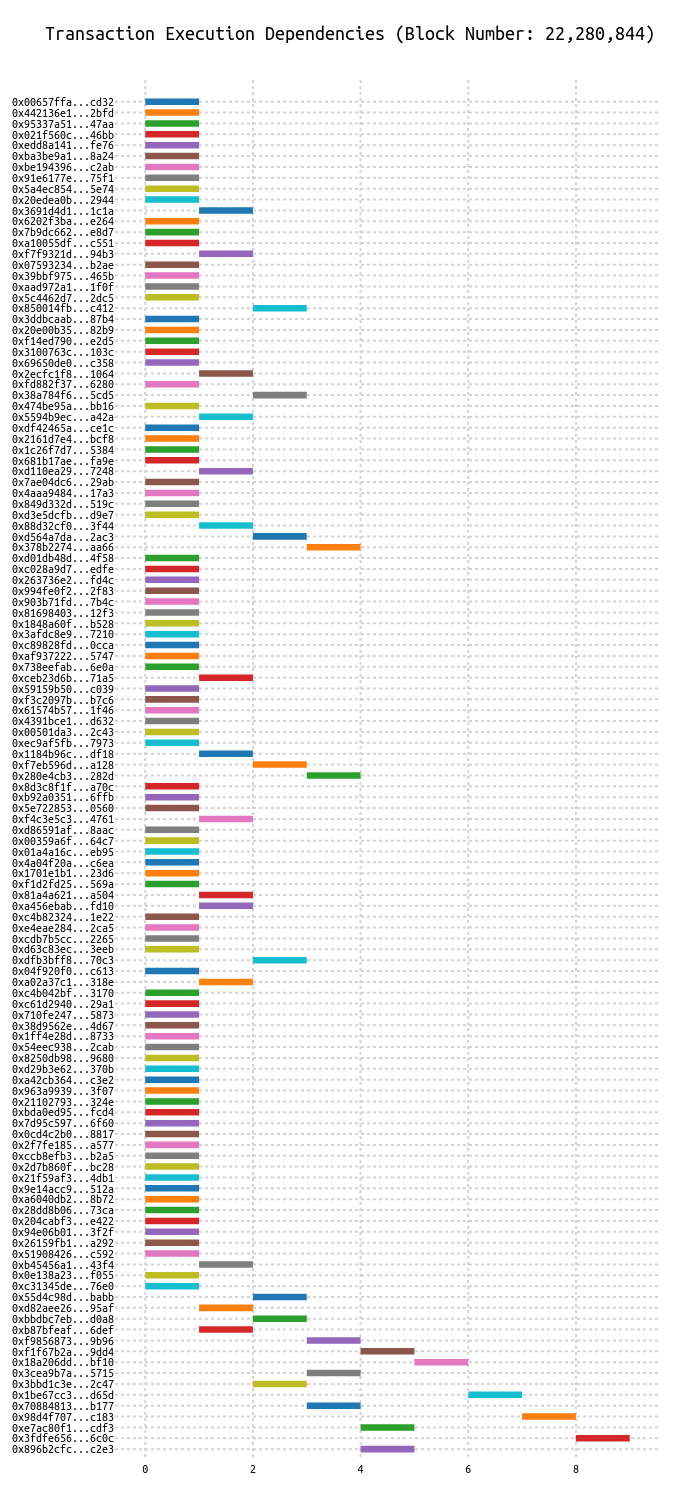 Transaction Execution Dependencies (Block Number: 22,280,844)
0x00657ffa...cd32
0x442136e1...2bfd
0x95337a51...47aa
0x021f560c...46bb
0xedd8a141...fe76
0xba3be9a1...8a24
0xbe194396...c2ab
0x91e6177e...75f1
0x5a4ec854...5e74
0x20edea0b...2944
0x3691d4d1...1c1a
0x6202f3ba...e264
0x7b9dc662...e8d7
0xa10055df...c551
0xf7f9321d...94b3
0x07593234...b2ae
0x39bbf975...465b
0xaad972a1...1f0f
0x5c4462d7...2dc5
0x850014fb...c412
0x3ddbcaab...87b4
0x20e00b35...82b9
0xf14ed790...e2d5
0x3100763c...103c
0x69650de0...c358
0x2ecfc1f8...1064
0xfd882f37...6280
0x38a784f6...5cd5
0x474be95a...bb16
0x5594b9ec...a42a
0xdf42465a...ce1c
0x2161d7e4...bcf8
0x1c26f7d7...5384
0x681b17ae...fa9e
0xd110ea29...7248
0x7ae04dc6...29ab
0x4aaa9484...17a3
0x849d332d...519c
0xd3e5dcfb...d9e7
0x88d32cf0...3f44
0xd564a7da...2ac3
0x378b2274...aa66
0xd01db48d...4f58
0xc028a9d7...edfe
0x263736e2...fd4c
0x994fe0f2...2f83
0x903b71fd...7b4c
0x81698403...12f3
0x1848a60f...b528
0x3afdc8e9...7210
0xc89828fd...0cca
0xaf937222...5747
0x738eefab...6e0a
0xceb23d6b...71a5
0x59159b50...c039
0xf3c2097b...b7c6
0x61574b57...1f46
0x4391bce1...d632
0x00501da3...2c43
0xec9af5fb...7973
0x1184b96c...df18
0xf7eb596d...a128
0x280e4cb3...282d
0x8d3c8f1f...a70c
0xb92a0351...6ffb
0x5e722853...0560
0xf4c3e5c3...4761
0xd86591af...8aac
0x00359a6f...64c7
0x01a4a16c...eb95
0x4a04f20a...c6ea
0x1701e1b1...23d6
0xf1d2fd25...569a
0x81a4a621...a504
0xa456ebab...fd10
0xc4b82324...1e22
0xe4eae284...2ca5
0xcdb7b5cc...2265
0xd63c83ec...3eeb
0xdfb3bff8...70c3
0x04f920f0...c613
0xa02a37c1...318e
0xc4b042bf...3170
0xc61d2940...29a1
0x710fe247...5873
0x38d9562e...4d67
0x1ff4e28d...8733
0x54eec938...2cab
0x8250db98...9680
0xd29b3e62...370b
0xa42cb364...c3e2
0x963a9939...3f07
0x21102793...324e
0xbda0ed95...fcd4
0x7d95c597...6f60
0x0cd4c2b0...8817
0x2f7fe185...a577
0xccb8efb3...b2a5
0x2d7b860f...bc28
0x21f59af3...4db1
0x9e14acc9...512a
0xa6040db2...8b72
0x28dd8b06...73ca
0x204cabf3...e422
0x94e06b01...3f2f
0x26159fb1...a292
0x51908426...c592
0xb45456a1...43f4
0x0e138a23...f055
0xc31345de...76e0
0x55d4c98d...babb
0xd82aee26...95af
0xbbdbc7eb...d0a8
0xb87bfeaf...6def
0xf9856873...9b96
0xf1f67b2a...9dd4
0x18a206dd...bf10
0x3cea9b7a...5715
0x3bbd1c3e...2c47
0x1be67cc3...d65d
0x70884813...b177
0x98d4f707...c183
0xe7ac80f1...cdf3
0x3fdfe656...6c0c
0x896b2cfc...c2e3
0 2 4 6 8